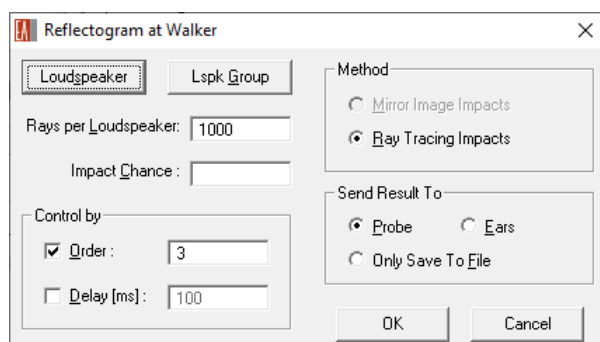 EA Reflectogram at Walker
Loudspeaker
Lspk Group
Rays per Loudspeaker: 1000
Impact Chance :
Control by
Order : 3
Delay [ms] : 100
Method
Mirror Image Impacts
Ray Tracing Impacts
Send Result To
Probe
Ears
Only Save To File
OK
Cancel